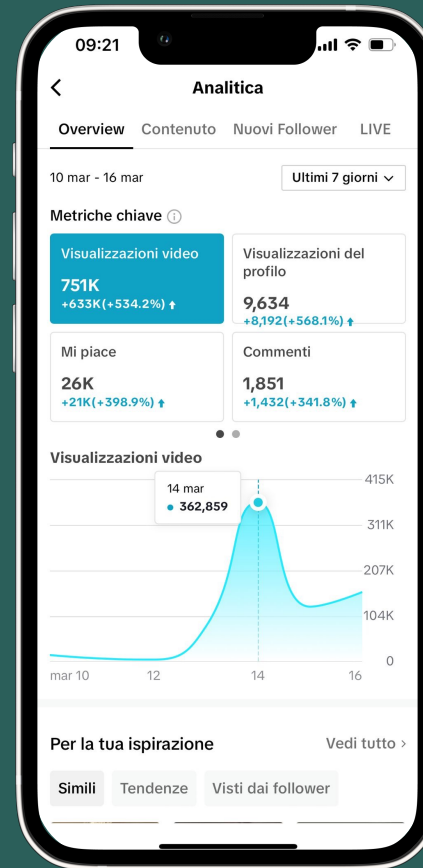 09:21
Analitica
Overview Contenuto Nuovi Follower LIVE
10 mar - 16 mar
Ultimi 7 giorni
Metriche chiave
Visualizzazioni video
751K
+633K(+534.2%)
Visualizzazioni del
profilo
9,634
+8,192(+568.1%)
Mi piace
26K
+21K(+398.9%)
Commenti
1,851
+1,432(+341.8%)
Visualizzazioni video
14 mar
362,859
415K
311K
207K
104K
0
mar 10 12 14 16
Per la tua ispirazione
Vedi tutto
Simili Tendenze Visti dai follower